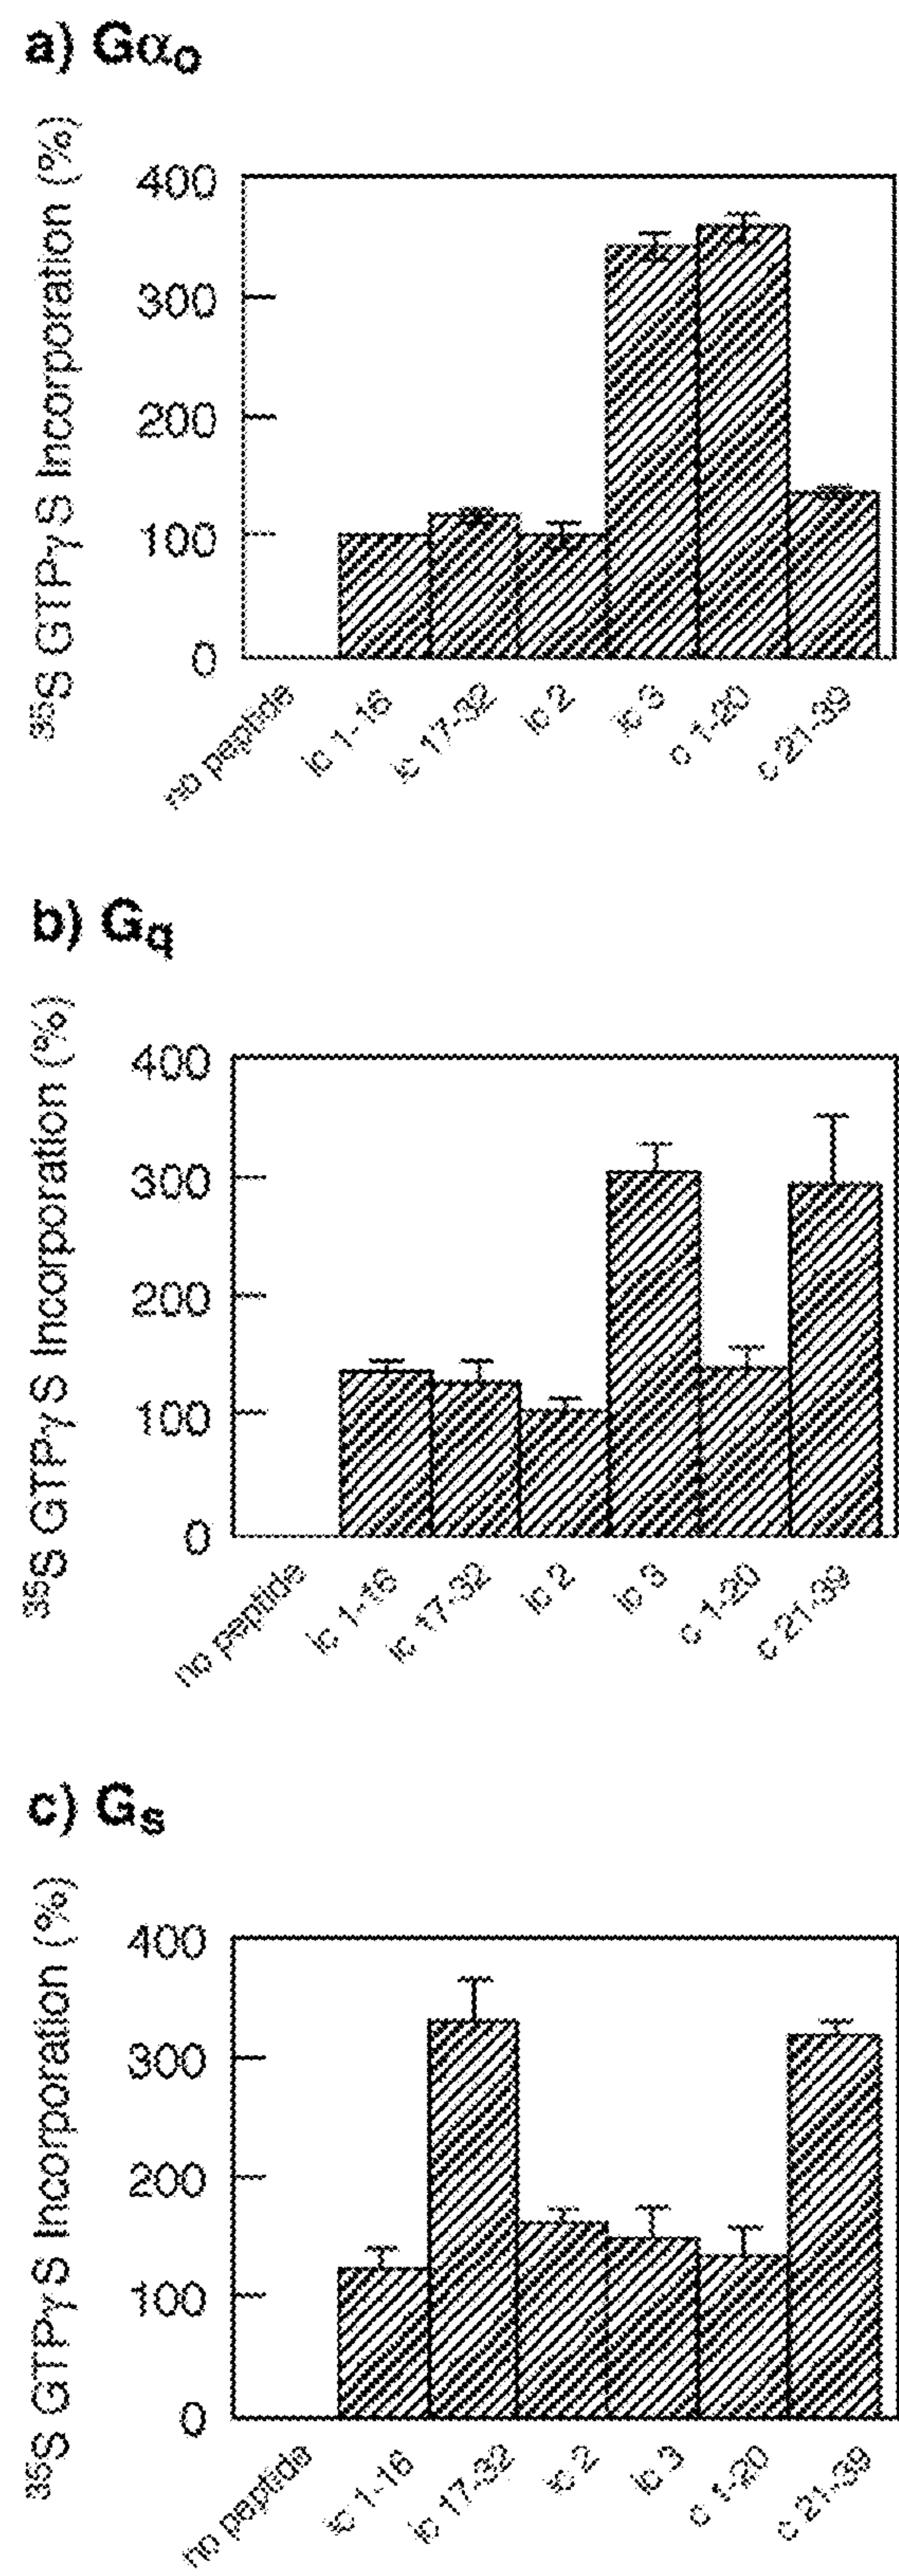 a) Gαo
35S GTPγS Incorporation (%)
400
300
200
100
0
no peptide
ic 1-16
ic 17-32
ic 2
ic 3
c 1-20
c 21-39
b) Gq
35S GTPγS Incorporation (%)
400
300
200
100
0
no peptide
ic 1-16
ic 17-32
ic 2
ic 3
c 1-20
c 21-39
c) Gs
35S GTPγS Incorporation (%)
400
300
200
100
0
no peptide
ic 1-16
ic 17-32
ic 2
ic 3
c 1-20
c 21-39